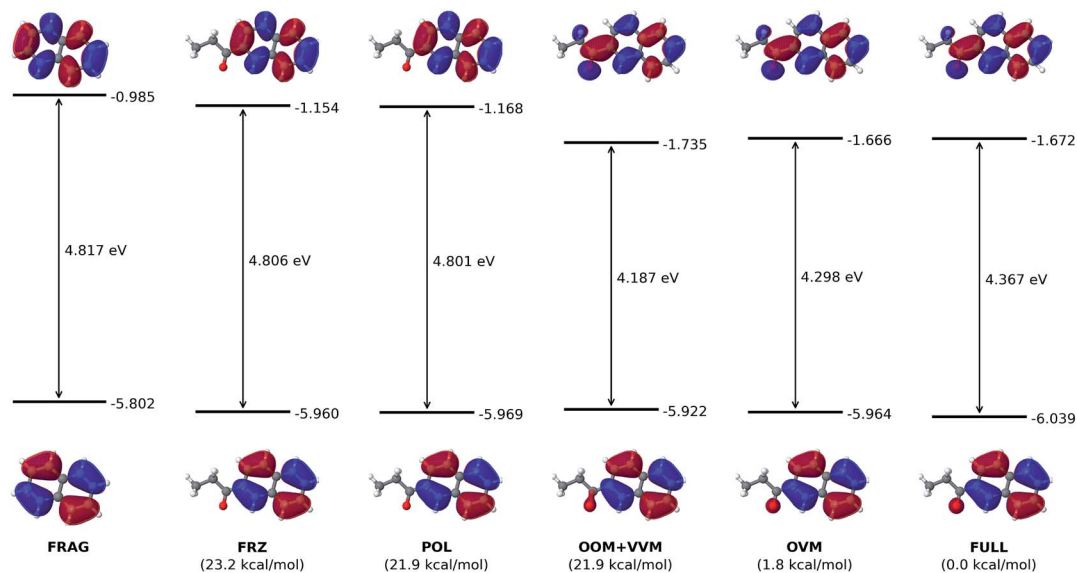 -0.985
-1.154
-1.168
-1.735
-1.666
-1.672
4.817 eV
4.806 eV
4.801 eV
4.187 eV
4.298 eV
4.367 eV
-5.802
-5.960
-5.969
-5.922
-5.964
-6.039
FRAG
FRZ
(23.2 kcal/mol)
POL
(21.9 kcal/mol)
OOM+VVM
(21.9 kcal/mol)
OVM
(1.8 kcal/mol)
FULL
(0.0 kcal/mol)